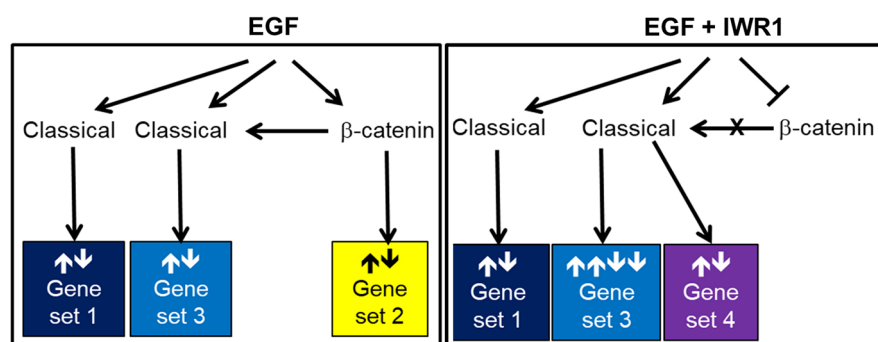 EGF
Classical Classical β-catenin
Gene set 1
Gene set 3
Gene set 2
EGF + IWR1
Classical Classical X β-catenin
Gene set 1
Gene set 3
Gene set 4